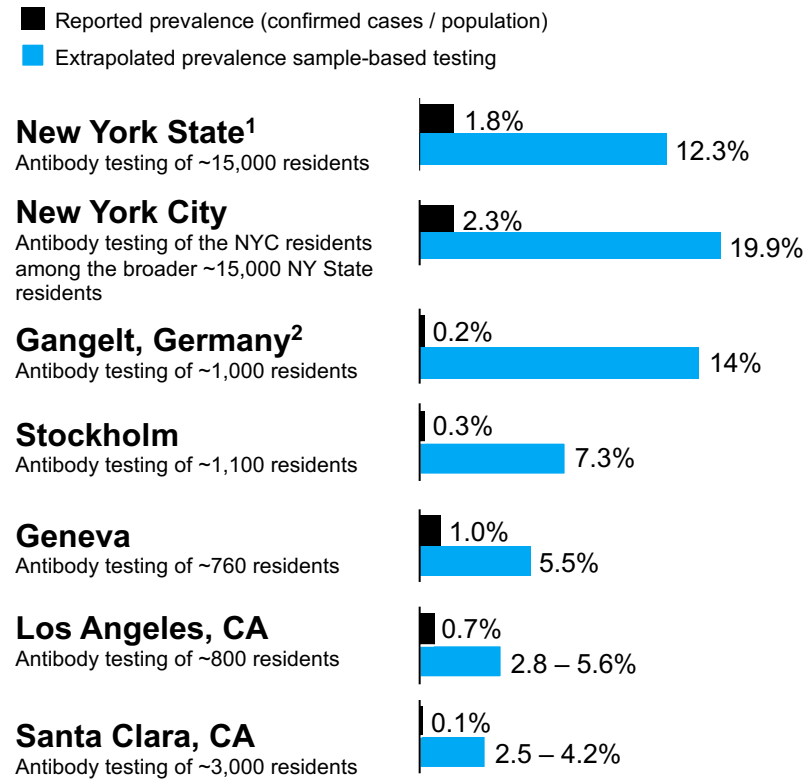 Reported prevalence (confirmed cases / population)
Extrapolated prevalence sample-based testing
New York State¹
Antibody testing of ~15,000 residents
1.8%
12.3%
New York City
Antibody testing of the NYC residents
among the broader ~15,000 NY State
residents
2.3%
19.9%
Gangelt, Germany²
Antibody testing of ~1,000 residents
0.2%
14%
Stockholm
Antibody testing of ~1,100 residents
0.3%
7.3%
Geneva
Antibody testing of ~760 residents
1.0%
5.5%
Los Angeles, CA
Antibody testing of ~800 residents
0.7%
2.8 – 5.6%
Santa Clara, CA
Antibody testing of ~3,000 residents
0.1%
2.5 – 4.2%